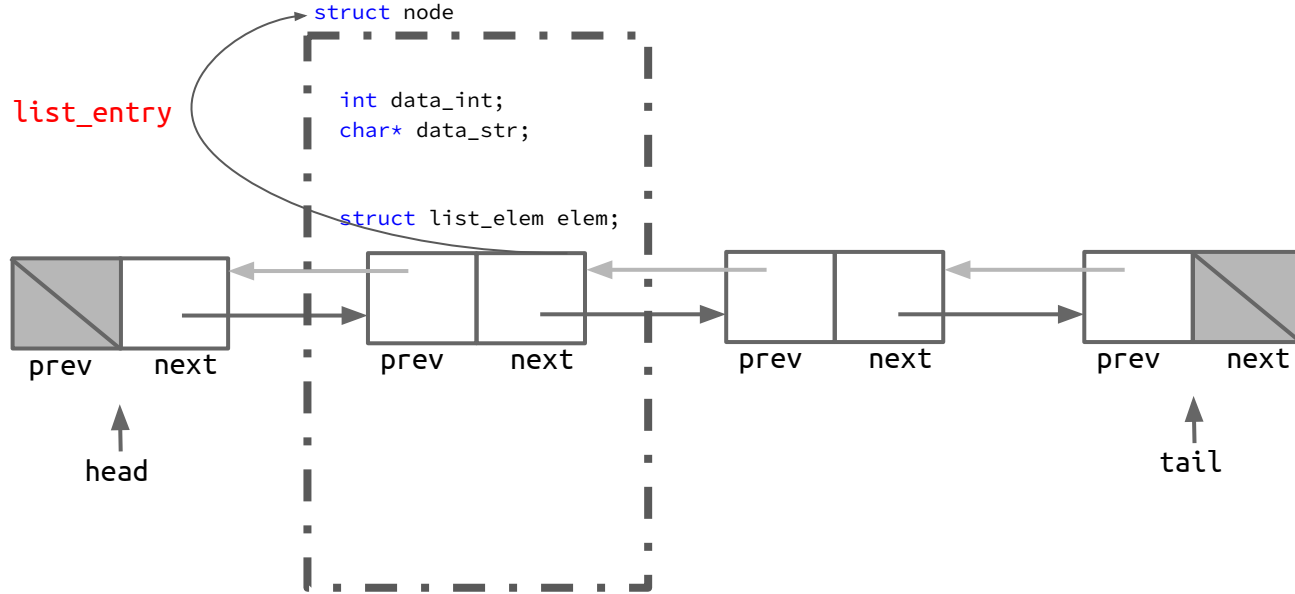 struct node
list_entry
int data_int;
char* data_str;
struct list_elem elem;
prev next prev next prev next prev next
head
tail